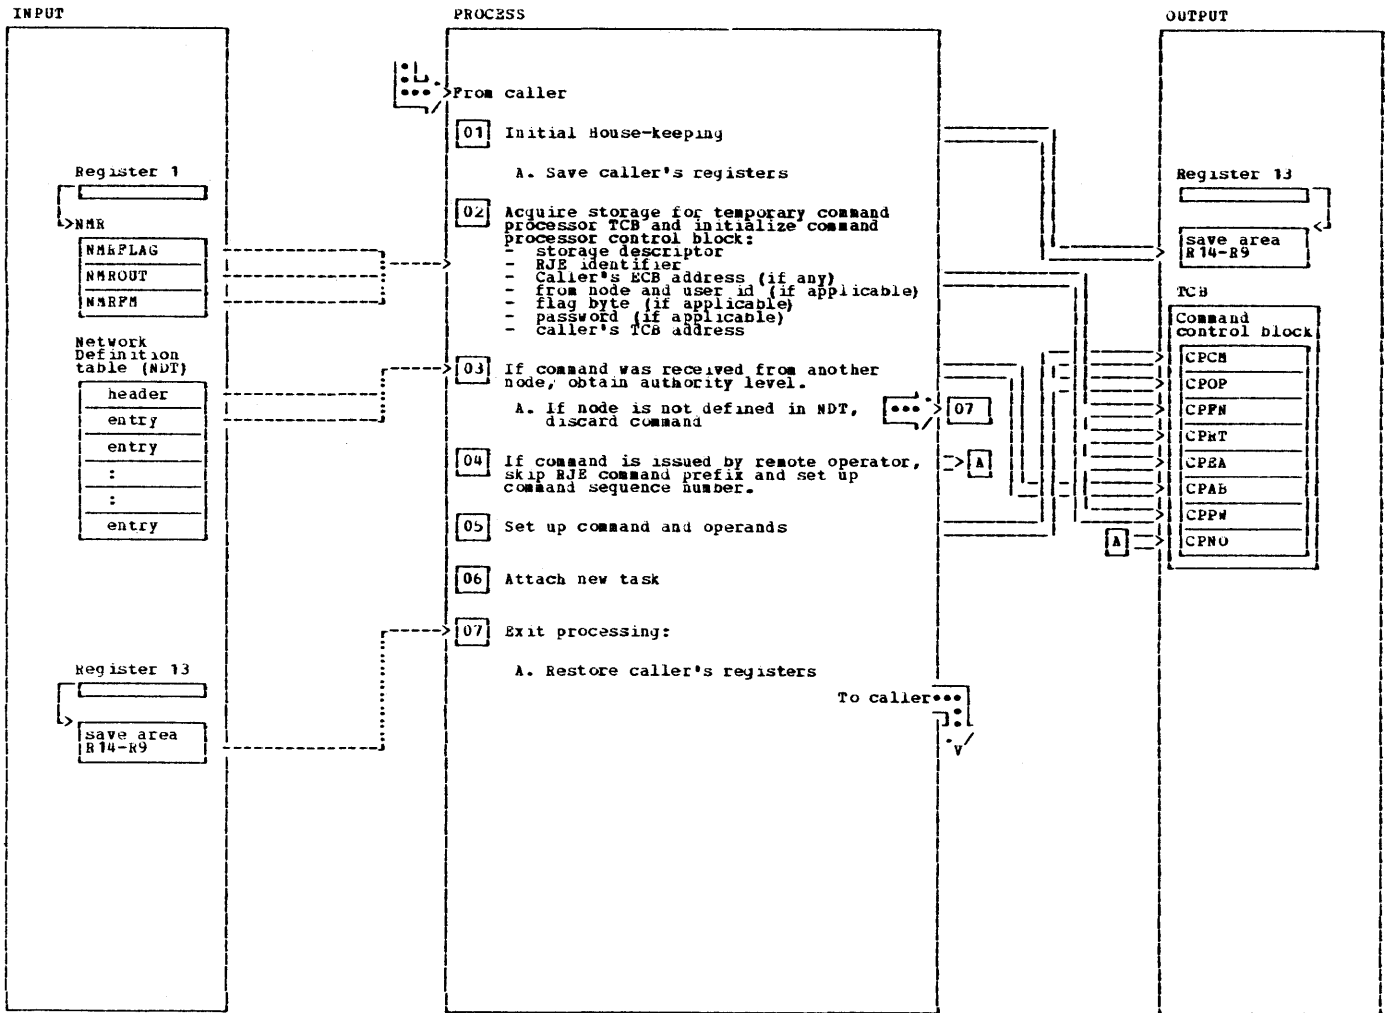 INPUT
PROCESS
OUTPUT
From caller
01 Initial House-keeping
A. Save caller's registers
02 Acquire storage for temporary command
processor TCB and initialize command
processor control block:
- storage descriptor
- RJE identifier
- Caller's ECB address (if any)
- from node and user id (if applicable)
- flag byte (if applicable)
- password (if applicable)
- caller's TCB address
03 If command was received from another
node, obtain authority level.
A. If node is not defined in NDT,
discard command
07
04 If command is issued by remote operator,
skip RJE command prefix and set up
command sequence number.
A
05 Set up command and operands
06 Attach new task
07 Exit processing:
A. Restore caller's registers
To caller
Register 1
NMR
NMRFLAG
NMROUT
NMRFM
Network
Definition
table (NDT)
header
entry
entry
:
:
entry
Register 13
save area
R14-R9
Register 13
save area
R14-R9
TCB
Command
control block
CPCM
CPOP
CPFN
CPRT
CPEA
CPAB
CPPW
A
CPNO